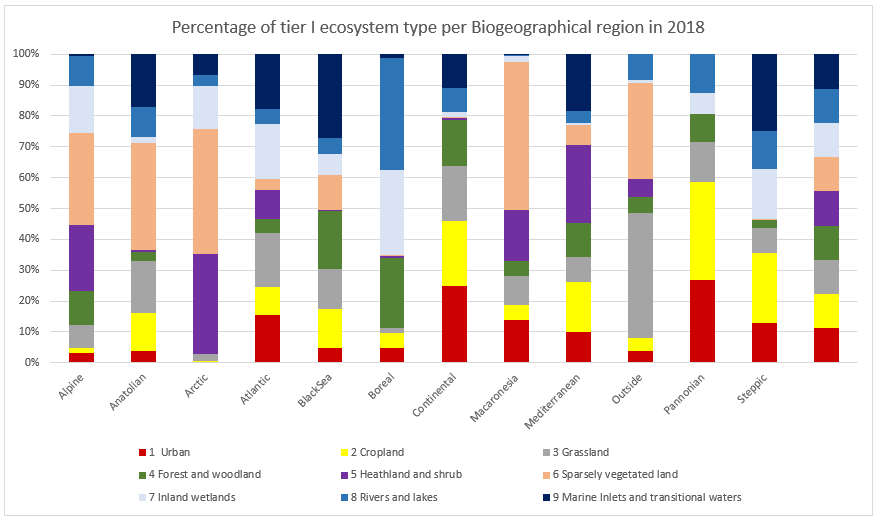 Percentage of tier I ecosystem type per Biogeographical region in 2018
100%
90%
80%
70%
60%
50%
40%
30%
20%
10%
0%
Alpine
Anatolian
Arctic
Atlantic
BlackSea
Boreal
Continental
Macaronesia
Mediterranean
Outside
Pannonian
Steppic
1 Urban
2 Cropland
3 Grassland
4 Forest and woodland
5 Heathland and shrub
6 Sparsely vegetated land
7 Inland wetlands
8 Rivers and lakes
9 Marine Inlets and transitional waters